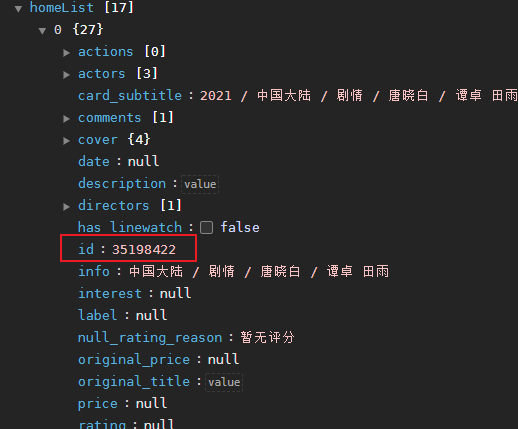 homeList [17]
0 {27}
actions [0]
actors [3]
card_subtitle : 2021 / 中国大陆 / 剧情 / 唐晓白 / 谭卓 田雨
comments [1]
cover {4}
date : null
description : value
directors [1]
has_linewatch : false
id : 35198422
info : 中国大陆 / 剧情 / 唐晓白 / 谭卓 田雨
interest : null
label : null
null_rating_reason : 暂无评分
original_price : null
original_title : value
price : null
rating : null